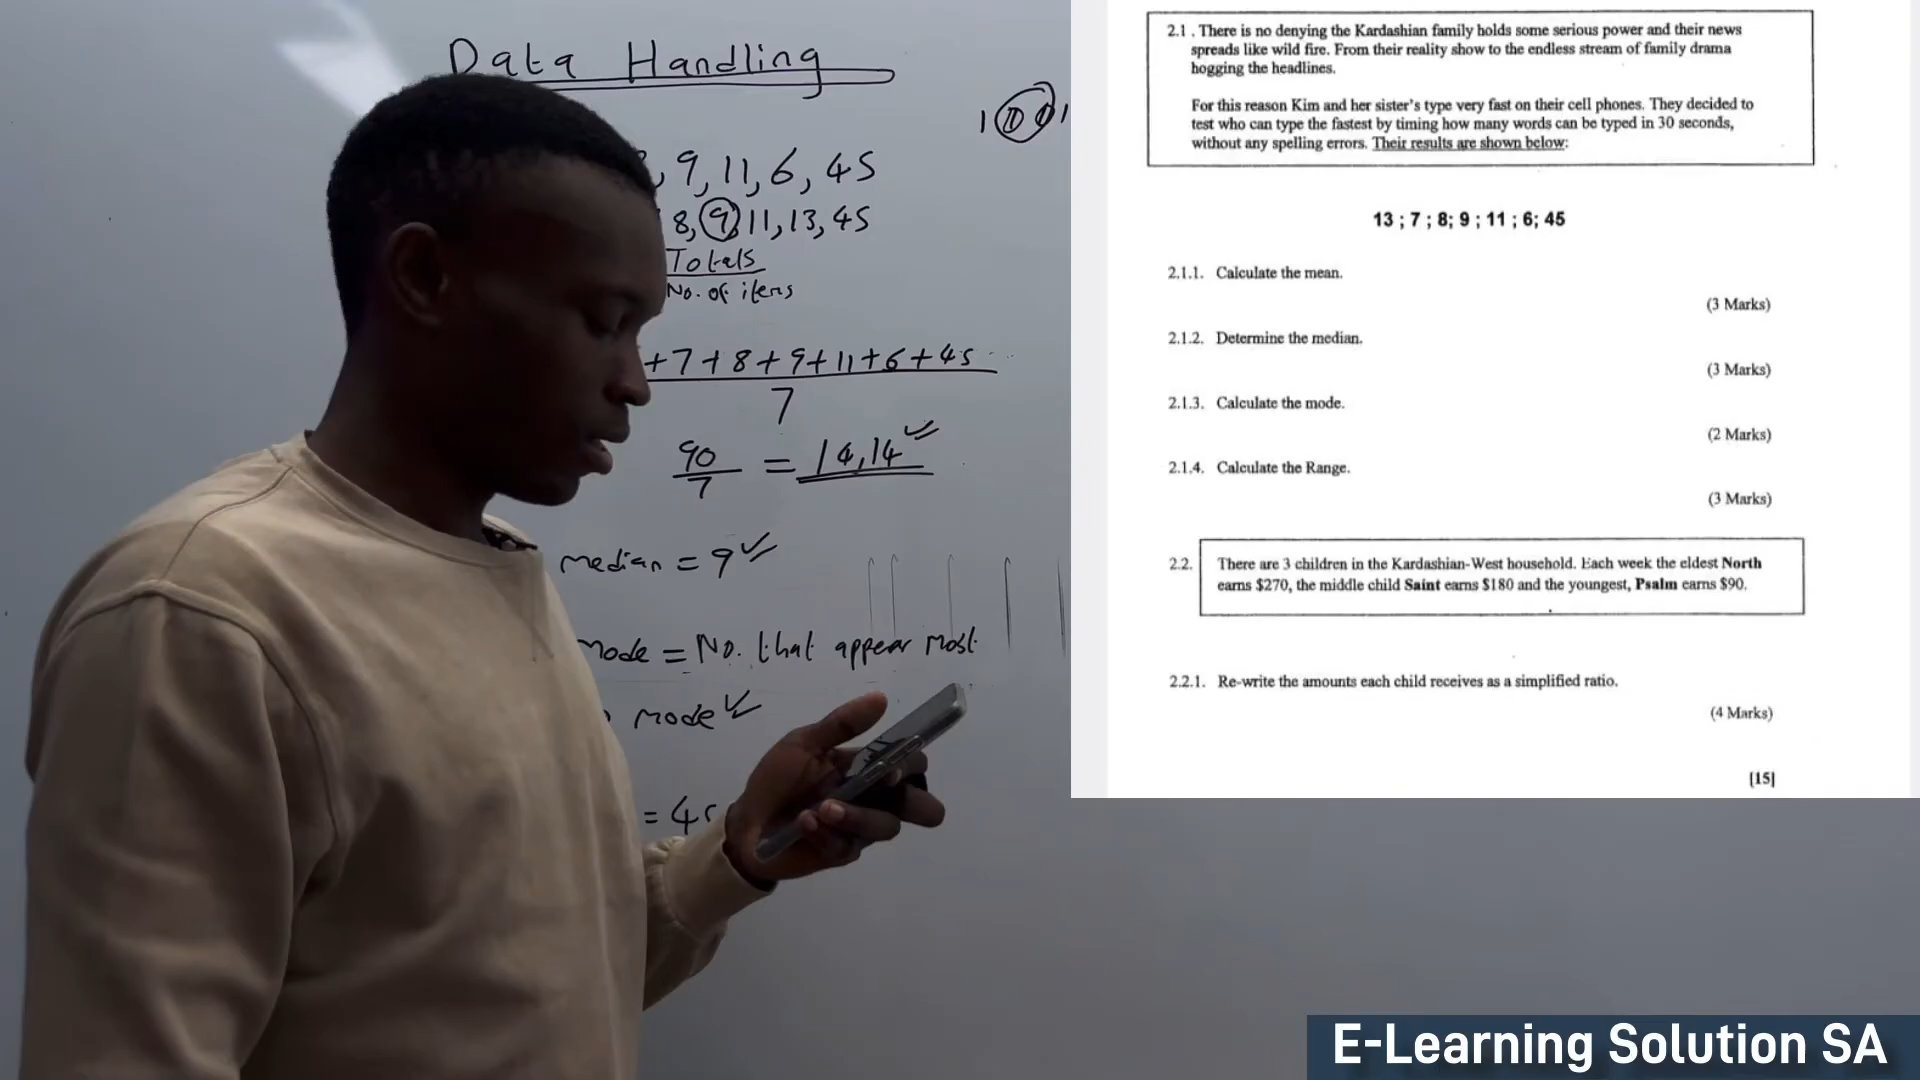 Data Handling
, 9, 11, 6, 45
8, 9, 11, 13, 45
Totals
No. of items
+ 7 + 8 + 9 + 11 + 6 + 45
7
90
7
= 14,14
median = 9
mode = No. that appear most
mode
= 4
2.1 . There is no denying the Kardashian family holds some serious power and their news
spreads like wild fire. From their reality show to the endless stream of family drama
hogging the headlines.
For this reason Kim and her sister's type very fast on their cell phones. They decided to
test who can type the fastest by timing how many words can be typed in 30 seconds,
without any spelling errors. Their results are shown below:
13 ; 7 ; 8; 9 ; 11 ; 6; 45
2.1.1. Calculate the mean.
(3 Marks)
2.1.2. Determine the median.
(3 Marks)
2.1.3. Calculate the mode.
(2 Marks)
2.1.4. Calculate the Range.
(3 Marks)
2.2. There are 3 children in the Kardashian-West household. Each week the eldest North
earns $270, the middle child Saint earns $180 and the youngest, Psalm earns $90.
2.2.1. Re-write the amounts each child receives as a simplified ratio.
(4 Marks)
[15]
E-Learning Solution SA